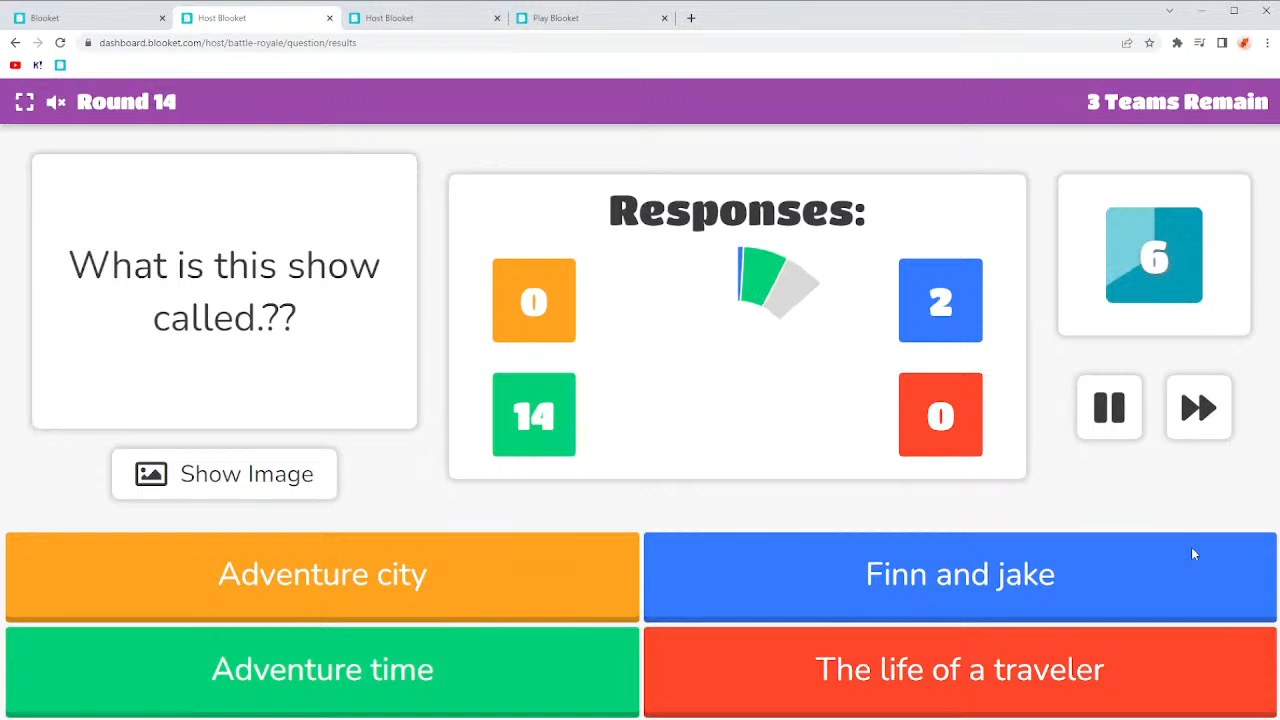 Blooket
Host Blooket
Host Blooket
Play Blooket
dashboard.blooket.com/host/battle-royale/question/results
K!
Round 14
3 Teams Remain
What is this show
called.??
Show Image
Responses:
0
2
14
0
6
Adventure city
Finn and jake
Adventure time
The life of a traveler